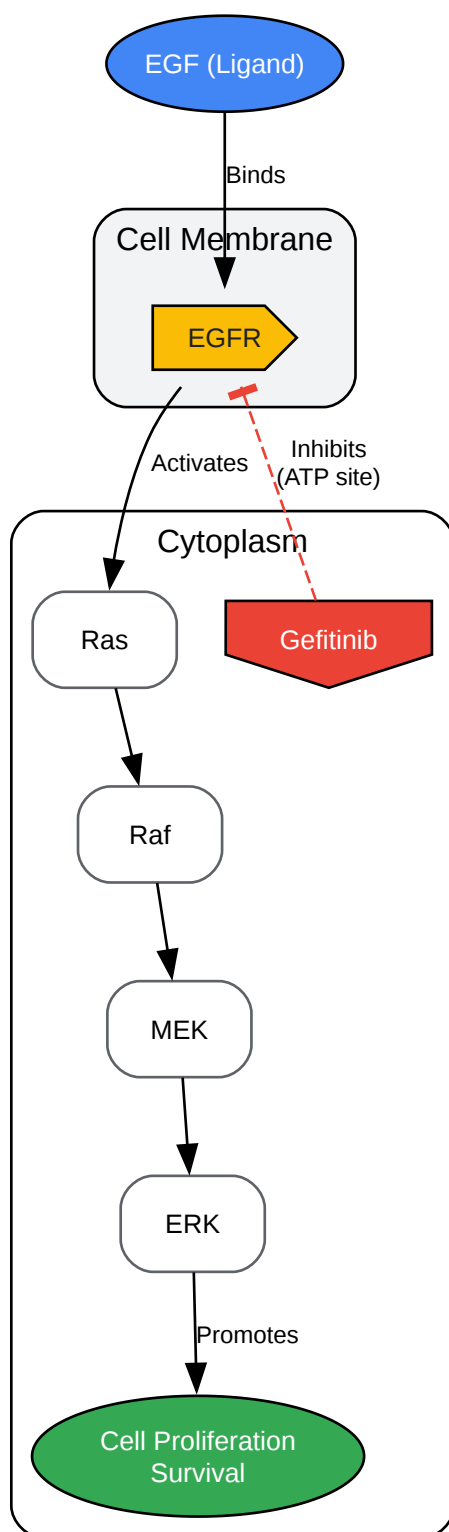 EGF (Ligand)
Binds
Cell Membrane
EGFR
Activates
Inhibits
(ATP site)
Cytoplasm
Ras
Gefitinib
Raf
MEK
ERK
Promotes
Cell Proliferation
Survival